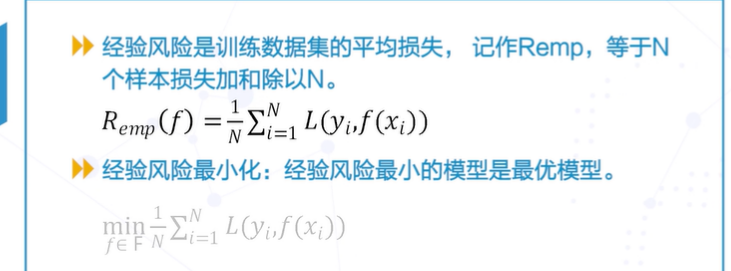 经验风险是训练数据集的平均损失， 记作Remp，等于N
个样本损失加和除以N。
R_{emp}(f) = \frac{1}{N} \sum_{i=1}^{N} L(y_i, f(x_i))
经验风险最小化：经验风险最小的模型是最优模型。
\min_{f \in F} \frac{1}{N} \sum_{i=1}^{N} L(y_i, f(x_i))